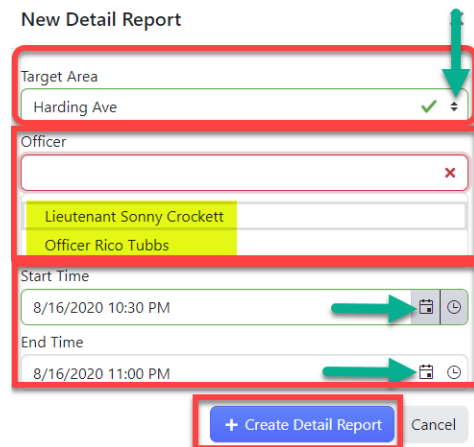 New Detail Report
Target Area
Harding Ave
Officer
Lieutenant Sonny Crockett
Officer Rico Tubbs
Start Time
8/16/2020 10:30 PM
End Time
8/16/2020 11:00 PM
+ Create Detail Report
Cancel